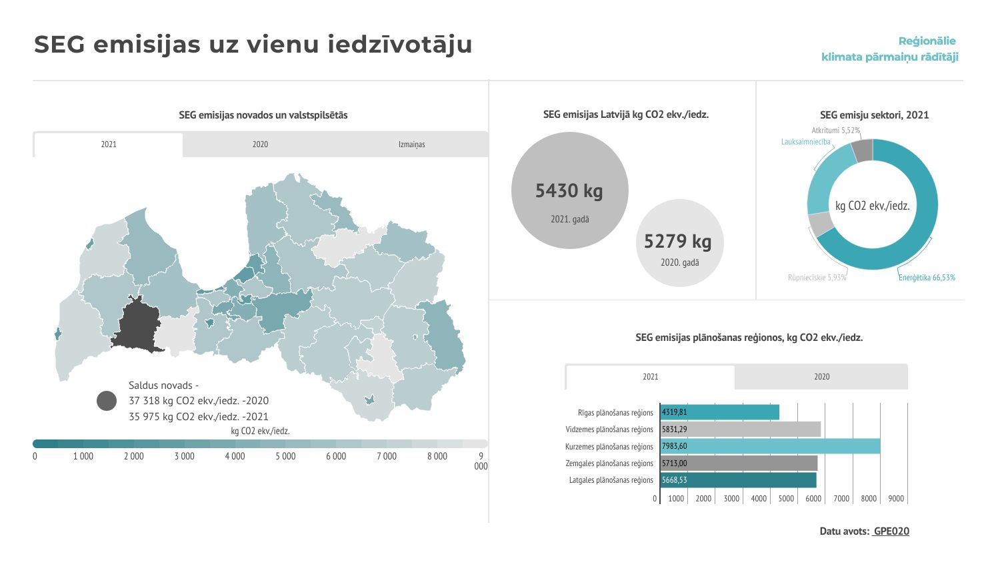 SEG emisijas uz vienu iedzīvotāju
Reģionālie
klimata pārmaiņu rādītāji
SEG emisijas novados un valstspilsētās
2021
2020
Izmaiņas
Saldus novads -
37 318 kg CO2 ekv./iedz. -2020
35 975 kg CO2 ekv./iedz. -2021
kg CO2 ekv./iedz.
0
1 000
2 000
3 000
4 000
5 000
6 000
7 000
8 000
9
000
SEG emisijas Latvijā kg CO2 ekv./iedz.
5430 kg
2021. gadā
5279 kg
2020. gadā
SEG emisju sektori, 2021
Atkritumi 5,52%
Lauksaimniecība
kg CO2 ekv./iedz.
Rūpnieciskie 5,93%
Enerģētika 66,53%
SEG emisijas plānošanas reģionos, kg CO2 ekv./iedz.
2021
2020
Rīgas plānošanas reģions
4319,81
Vidzemes plānošanas reģions
5831,29
Kurzemes plānošanas reģions
7983,60
Zemgales plānošanas reģions
5713,00
Latgales plānošanas reģions
5668,53
0
1000
2000
3000
4000
5000
6000
7000
8000
9000
Datu avots: GPE020